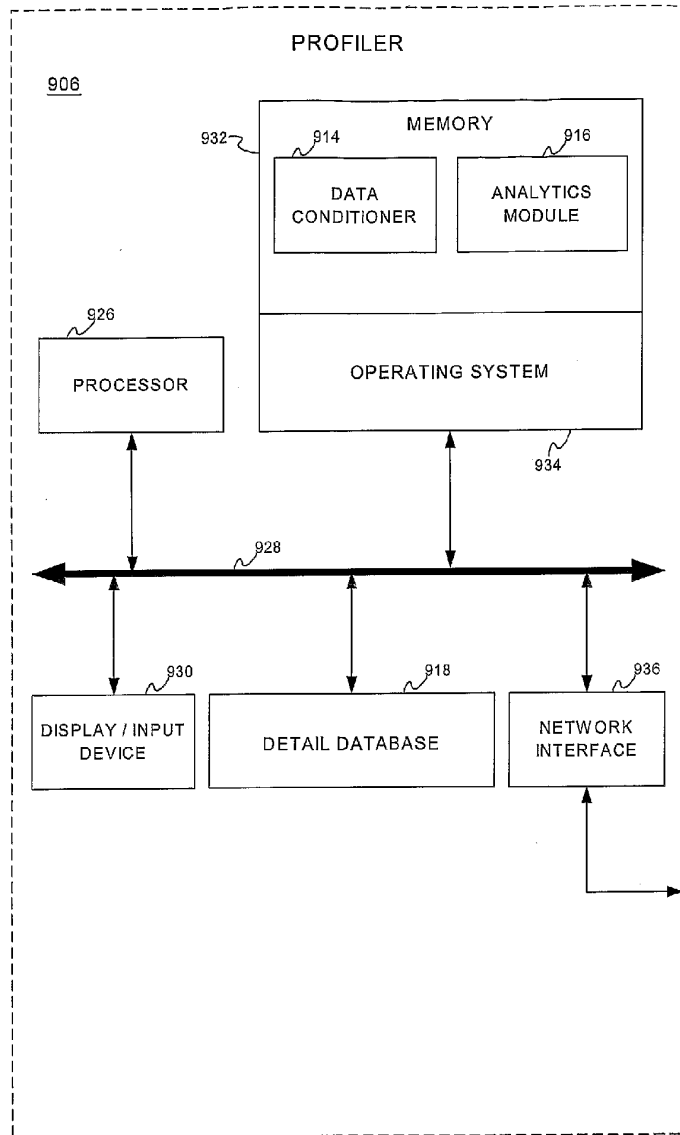 PROFILER
906
MEMORY
932
914
916
DATA
CONDITIONER
ANALYTICS
MODULE
926
PROCESSOR
OPERATING SYSTEM
934
928
930
918
936
DISPLAY / INPUT
DEVICE
DETAIL DATABASE
NETWORK
INTERFACE